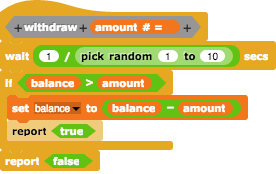 + withdraw + amount # = +
wait 1 / pick random 1 to 10 secs
if balance > amount
set balance to balance - amount
report true
report false